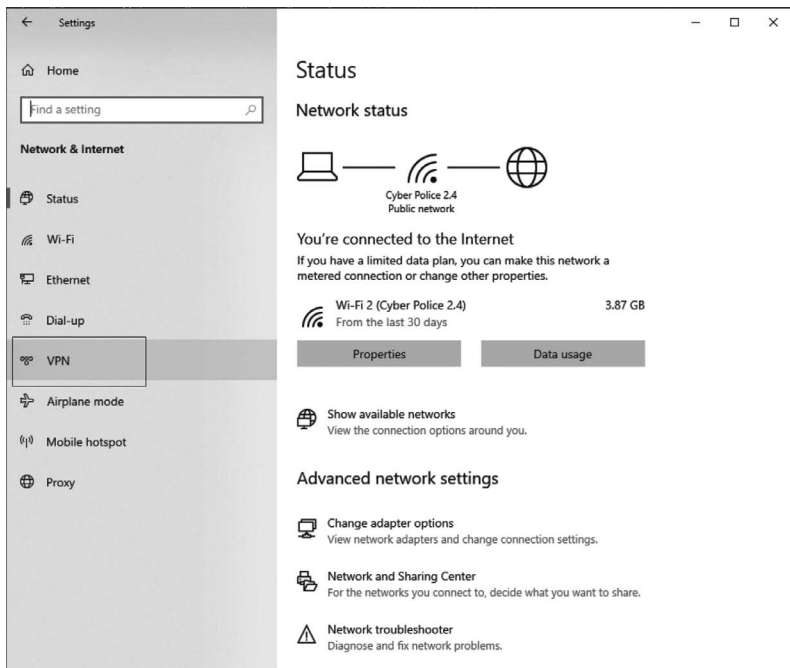 Settings
Home
Find a setting
Network & Internet
Status
Wi-Fi
Ethernet
Dial-up
VPN
Airplane mode
Mobile hotspot
Proxy
Status
Network status
Cyber Police 2.4
Public network
You're connected to the Internet
If you have a limited data plan, you can make this network a
metered connection or change other properties.
Wi-Fi 2 (Cyber Police 2.4) 3.87 GB
From the last 30 days
Properties Data usage
Show available networks
View the connection options around you.
Advanced network settings
Change adapter options
View network adapters and change connection settings.
Network and Sharing Center
For the networks you connect to, decide what you want to share.
Network troubleshooter
Diagnose and fix network problems.